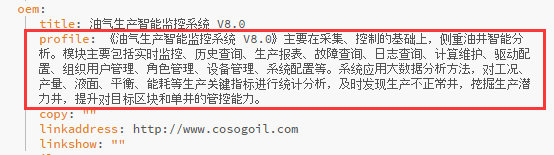 oem:
title: 油气生产智能监控系统 V8.0
profile: 《油气生产智能监控系统 V8.0》主要在采集、控制的基础上，侧重油井智能分
析。模块主要包括实时监控、历史查询、生产报表、故障查询、日志查询、计算维护、驱动配
置、组织用户管理、角色管理、设备管理、系统配置等。系统应用大数据分析方法，对工况、
产量、液面、平衡、能耗等生产关键指标进行统计分析，及时发现生产不正常井，挖掘生产潜
力井，提升对目标区块和单井的管控能力。
copy: ""
linkaddress: http://www.cosogoil.com
linkshow: ""